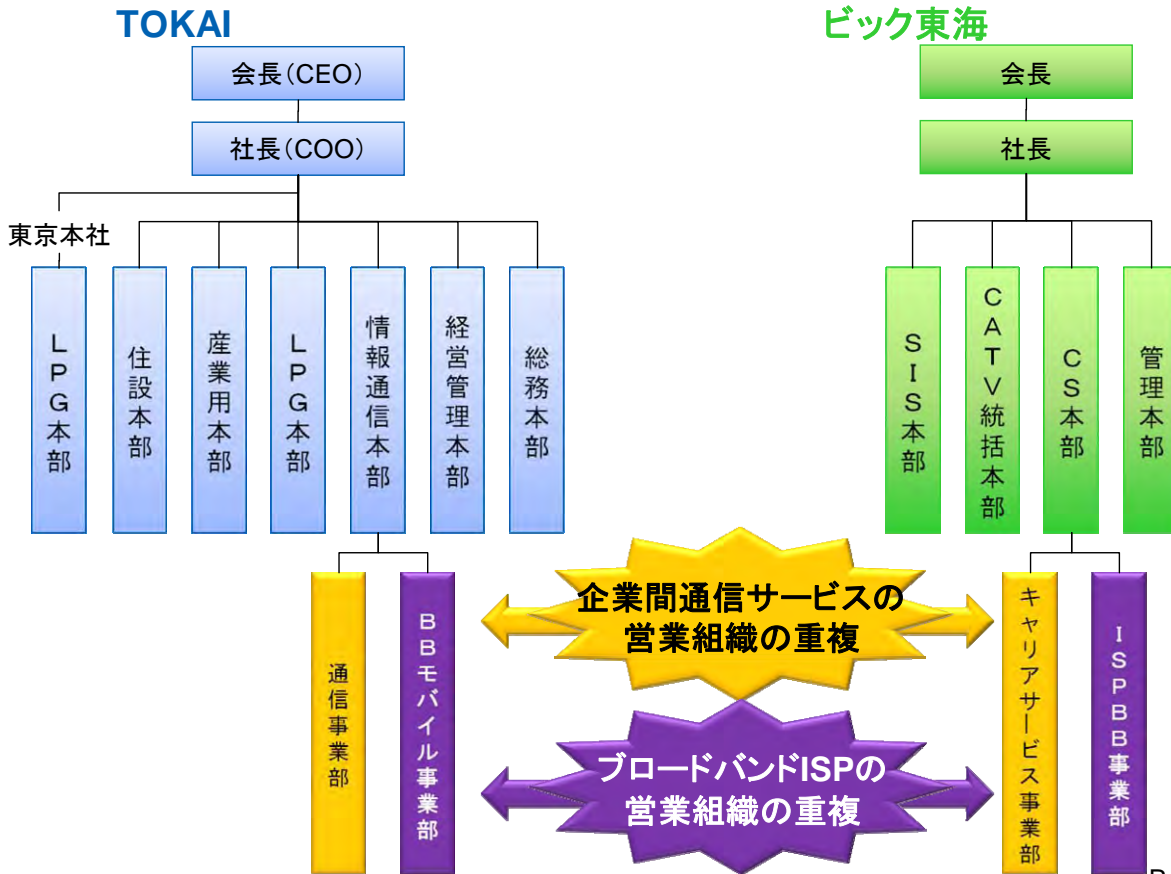 TOKAI
ビック東海
会長（CEO）
会長
社長（COO）
社長
東京本社
LPG本部
住設本部
産業用本部
LPG本部
情報通信本部
経営管理本部
総務本部
SIS本部
CATV統括本部
CS本部
管理本部
通信事業部
BBモバイル事業部
企業間通信サービスの
営業組織の重複
ブロードバンドISPの
営業組織の重複
キャリアサービス事業部
ISPBB事業部